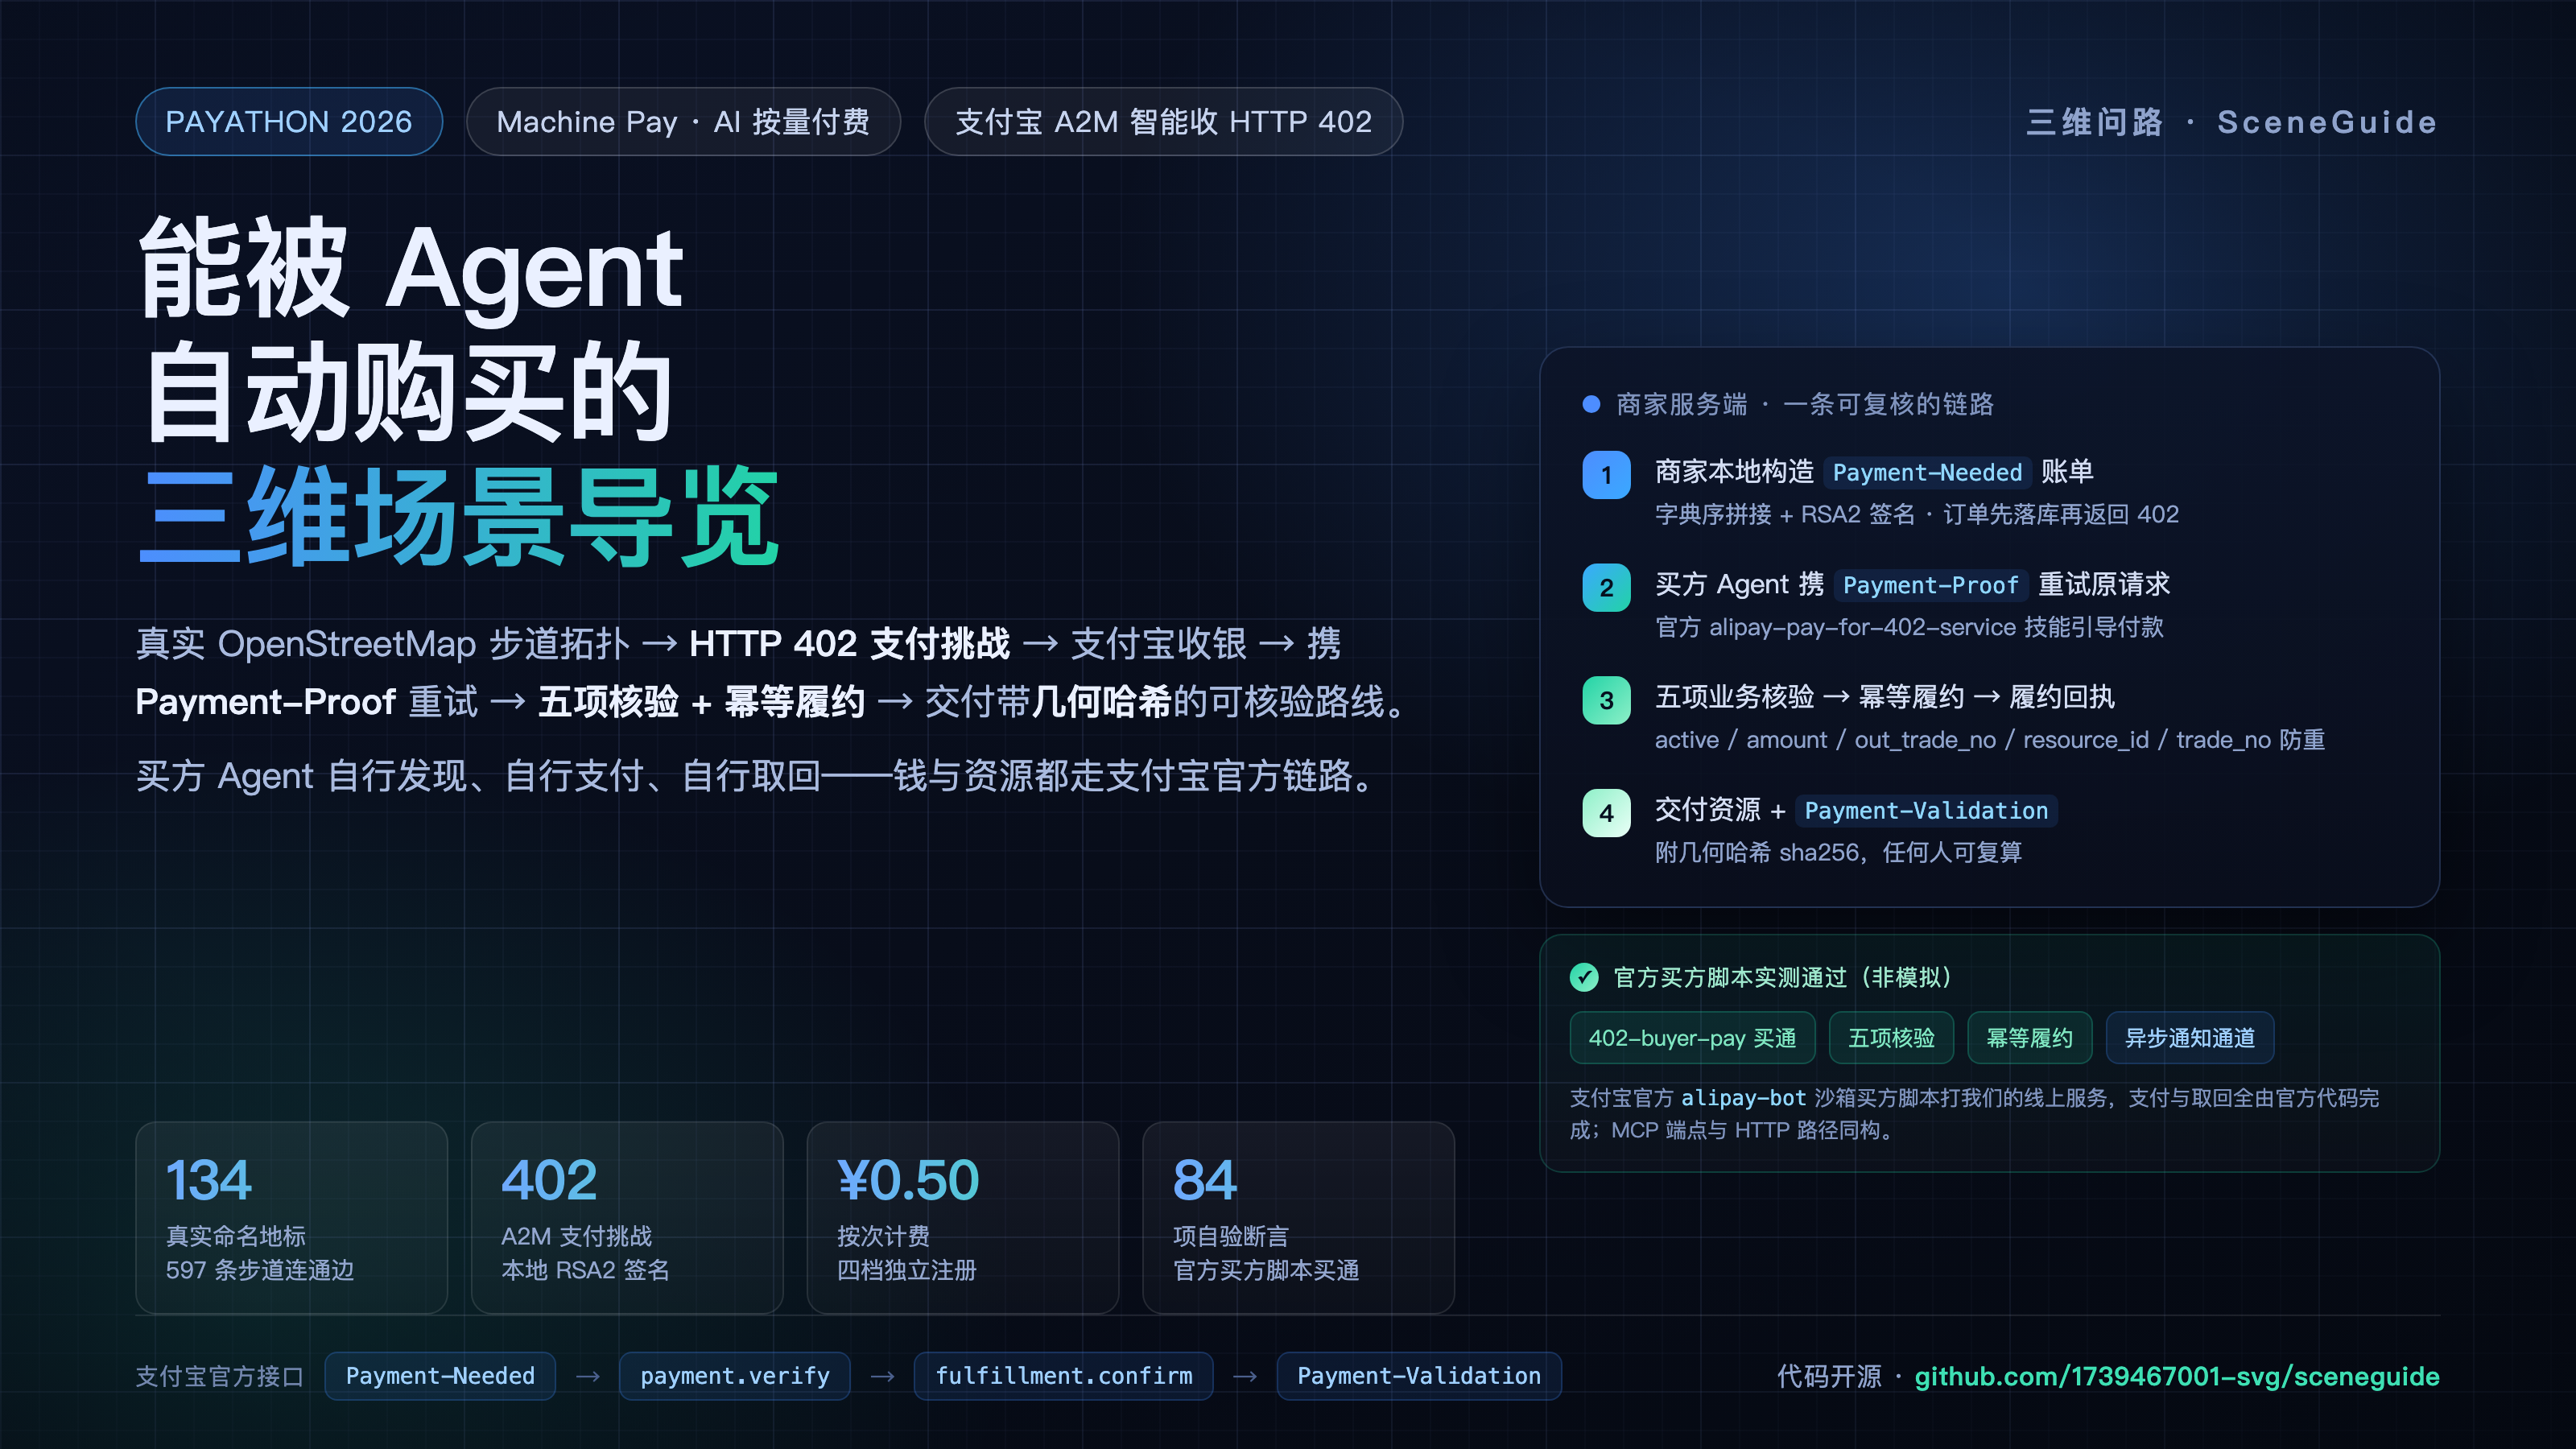 PAYATHON 2026
Machine Pay · AI 按量付费
支付宝 A2M 智能收 HTTP 402
三维问路 · SceneGuide
能被 Agent
自动购买的
三维场景导览
真实 OpenStreetMap 步道拓扑 → HTTP 402 支付挑战 → 支付宝收银 → 携
Payment-Proof 重试 → 五项核验 + 幂等履约 → 交付带几何哈希的可核验路线。
买方 Agent 自行发现、自行支付、自行取回——钱与资源都走支付宝官方链路。
商家服务端 · 一条可复核的链路
1 商家本地构造 Payment-Needed 账单
字典序拼接 + RSA2 签名 · 订单先落库再返回 402
2 买方 Agent 携 Payment-Proof 重试原请求
官方 alipay-pay-for-402-service 技能引导付款
3 五项业务核验 → 幂等履约 → 履约回执
active / amount / out_trade_no / resource_id / trade_no 防重
4 交付资源 + Payment-Validation
附几何哈希 sha256，任何人可复算
官方买方脚本实测通过（非模拟）
402-buyer-pay 买通
五项核验
幂等履约
异步通知通道
支付宝官方 alipay-bot 沙箱买方脚本打我们的线上服务，支付与取回全由官方代码完
成；MCP 端点与 HTTP 路径同构。
134
真实命名地标
597 条步道连通边
402
A2M 支付挑战
本地 RSA2 签名
¥0.50
按次计费
四档独立注册
84
项自验断言
官方买方脚本买通
支付宝官方接口 Payment-Needed → payment.verify → fulfillment.confirm → Payment-Validation
代码开源 · github.com/1739467001-svg/sceneguide